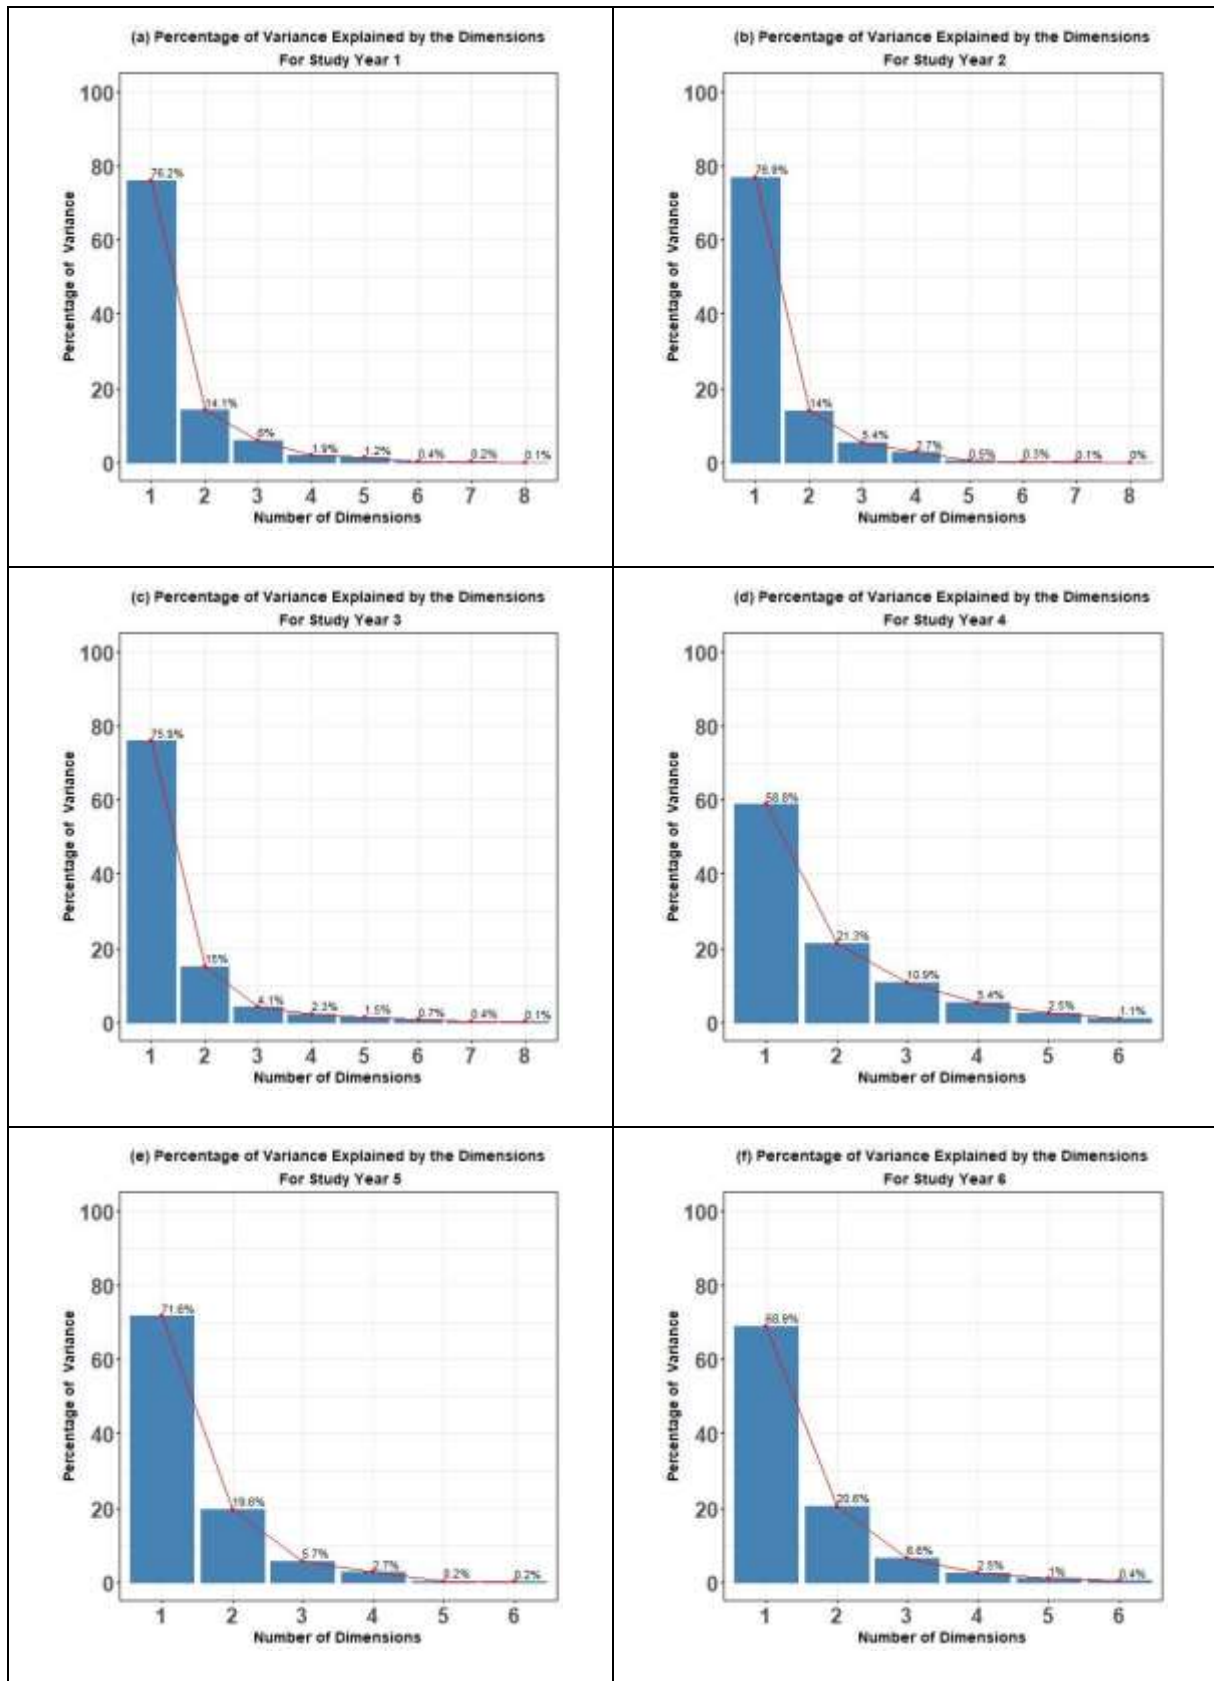 (a) Percentage of Variance Explained by the Dimensions
For Study Year 1
Percentage of Variance
100
80
60
40
20
0
76.2%
14.1%
6%
1.9%
1.2%
0.4%
0.2%
0.1%
1 2 3 4 5 6 7 8
Number of Dimensions
(b) Percentage of Variance Explained by the Dimensions
For Study Year 2
Percentage of Variance
100
80
60
40
20
0
76.9%
14%
5.4%
2.7%
0.5%
0.3%
0.1%
0%
1 2 3 4 5 6 7 8
Number of Dimensions
(c) Percentage of Variance Explained by the Dimensions
For Study Year 3
Percentage of Variance
100
80
60
40
20
0
75.9%
15%
4.1%
2.3%
1.5%
0.7%
0.4%
0.1%
1 2 3 4 5 6 7 8
Number of Dimensions
(d) Percentage of Variance Explained by the Dimensions
For Study Year 4
Percentage of Variance
100
80
60
40
20
0
58.8%
21.3%
10.9%
5.4%
2.5%
1.1%
1 2 3 4 5 6
Number of Dimensions
(e) Percentage of Variance Explained by the Dimensions
For Study Year 5
Percentage of Variance
100
80
60
40
20
0
71.6%
19.6%
5.7%
2.7%
0.2%
0.2%
1 2 3 4 5 6
Number of Dimensions
(f) Percentage of Variance Explained by the Dimensions
For Study Year 6
Percentage of Variance
100
80
60
40
20
0
68.9%
20.6%
6.6%
2.5%
1%
0.4%
1 2 3 4 5 6
Number of Dimensions